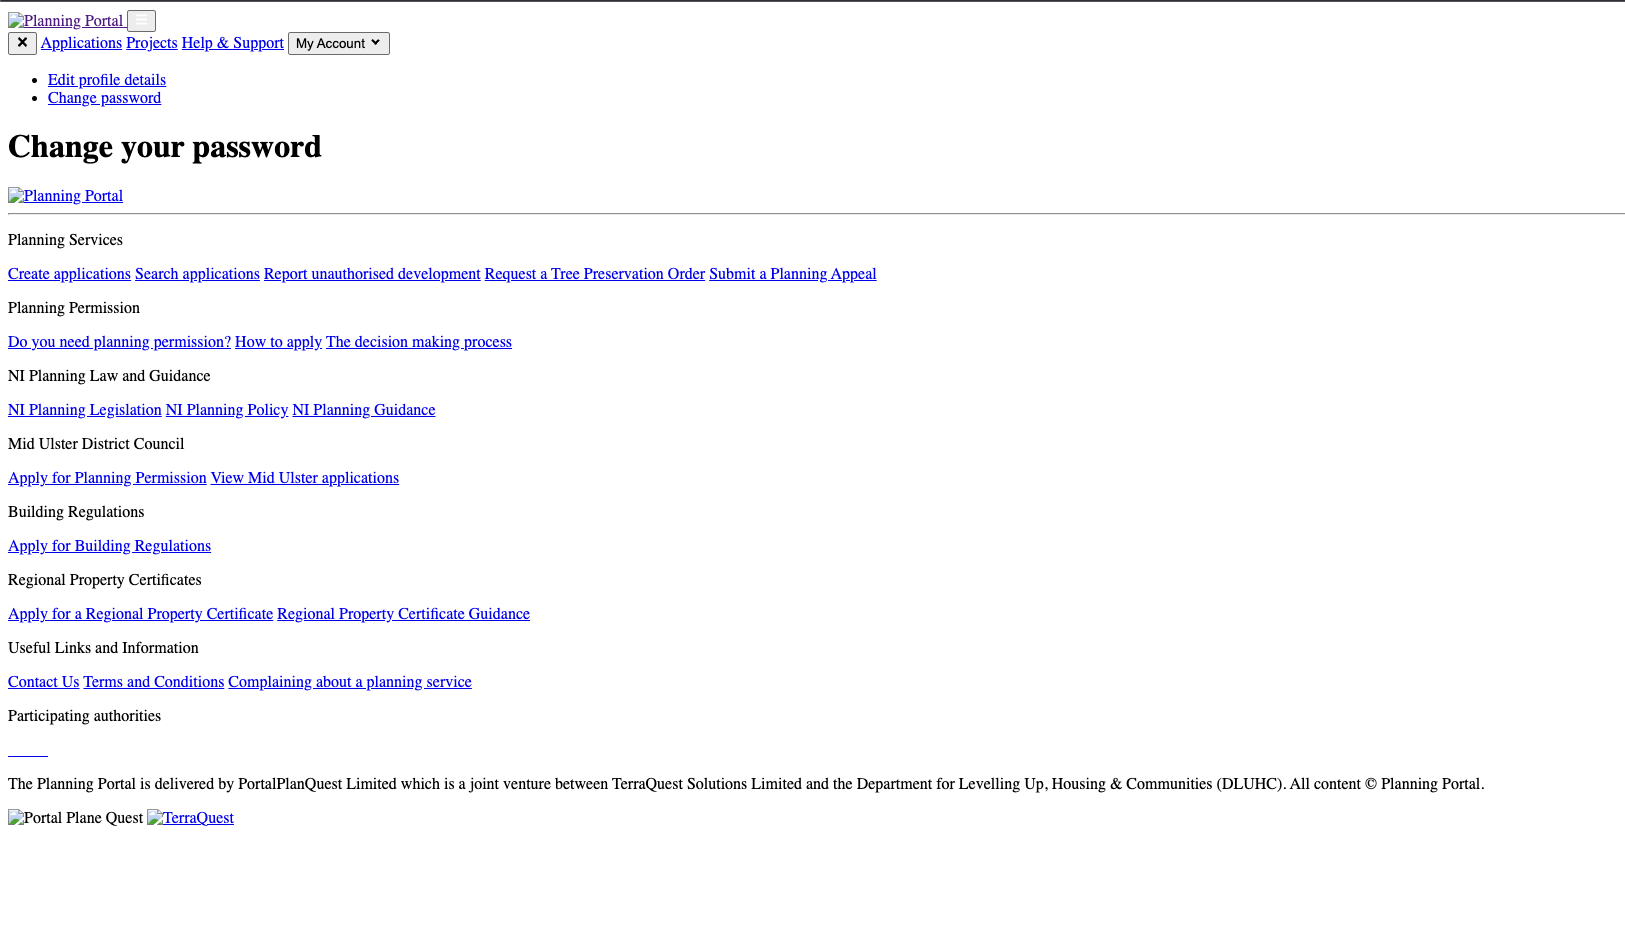 Planning Portal ☰
✕ Applications Projects Help & Support My Account
Edit profile details
Change password
Change your password
Planning Portal
Planning Services
Create applications Search applications Report unauthorised development Request a Tree Preservation Order Submit a Planning Appeal
Planning Permission
Do you need planning permission? How to apply The decision making process
NI Planning Law and Guidance
NI Planning Legislation NI Planning Policy NI Planning Guidance
Mid Ulster District Council
Apply for Planning Permission View Mid Ulster applications
Building Regulations
Apply for Building Regulations
Regional Property Certificates
Apply for a Regional Property Certificate Regional Property Certificate Guidance
Useful Links and Information
Contact Us Terms and Conditions Complaining about a planning service
Participating authorities
The Planning Portal is delivered by PortalPlanQuest Limited which is a joint venture between TerraQuest Solutions Limited and the Department for Levelling Up, Housing & Communities (DLUHC). All content © Planning Portal.
Portal Plane Quest TerraQuest